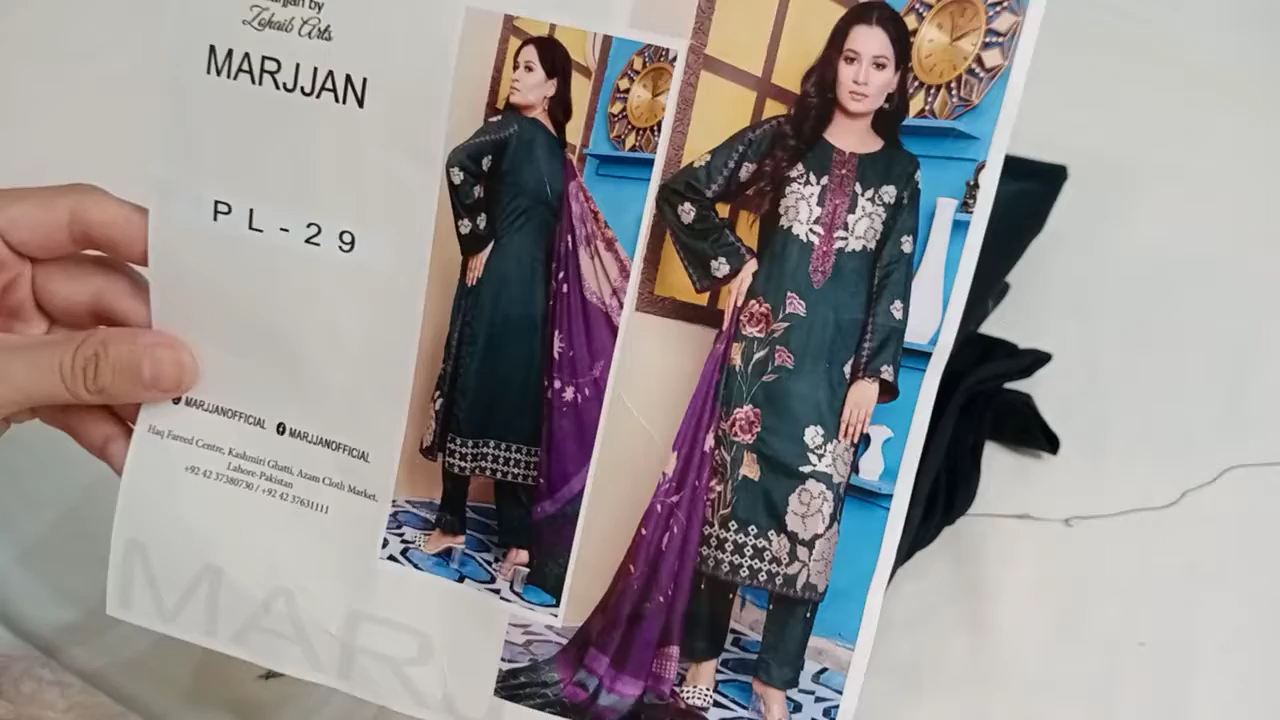 by
Zohaib Arts
MARJJAN
PL-29
MARJJANOFFICIAL MARJJANOFFICIAL
Haq Fareed Centre, Kashmiri Ghatti, Azam Cloth Market,
Lahore-Pakistan
+92 42 37380730 / +92 42 37631111
MARJ